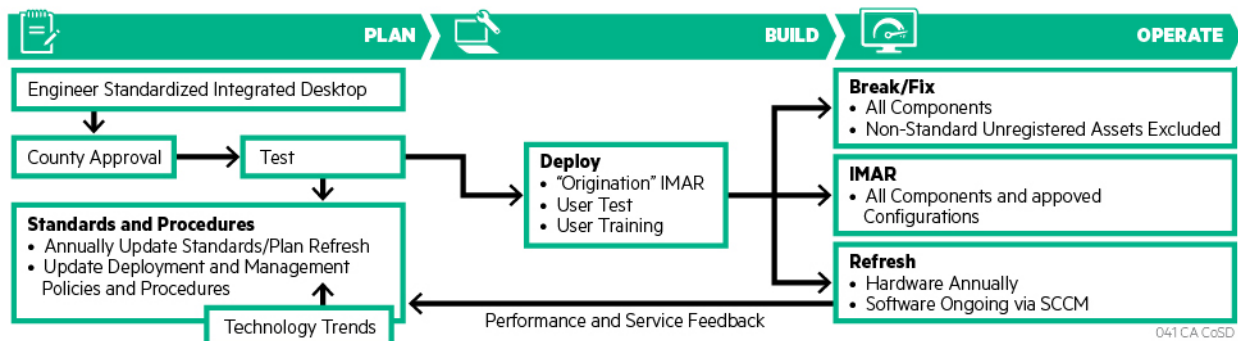 PLAN
BUILD
OPERATE
Engineer Standardized Integrated Desktop
County Approval
Test
Standards and Procedures
• Annually Update Standards/Plan Refresh
• Update Deployment and Management
Policies and Procedures
Technology Trends
Deploy
• “Origination” IMAR
• User Test
• User Training
Performance and Service Feedback
Break/Fix
• All Components
• Non-Standard Unregistered Assets Excluded
IMAR
• All Components and appoved
Configurations
Refresh
• Hardware Annually
• Software Ongoing via SCCM
041 CA CoSD